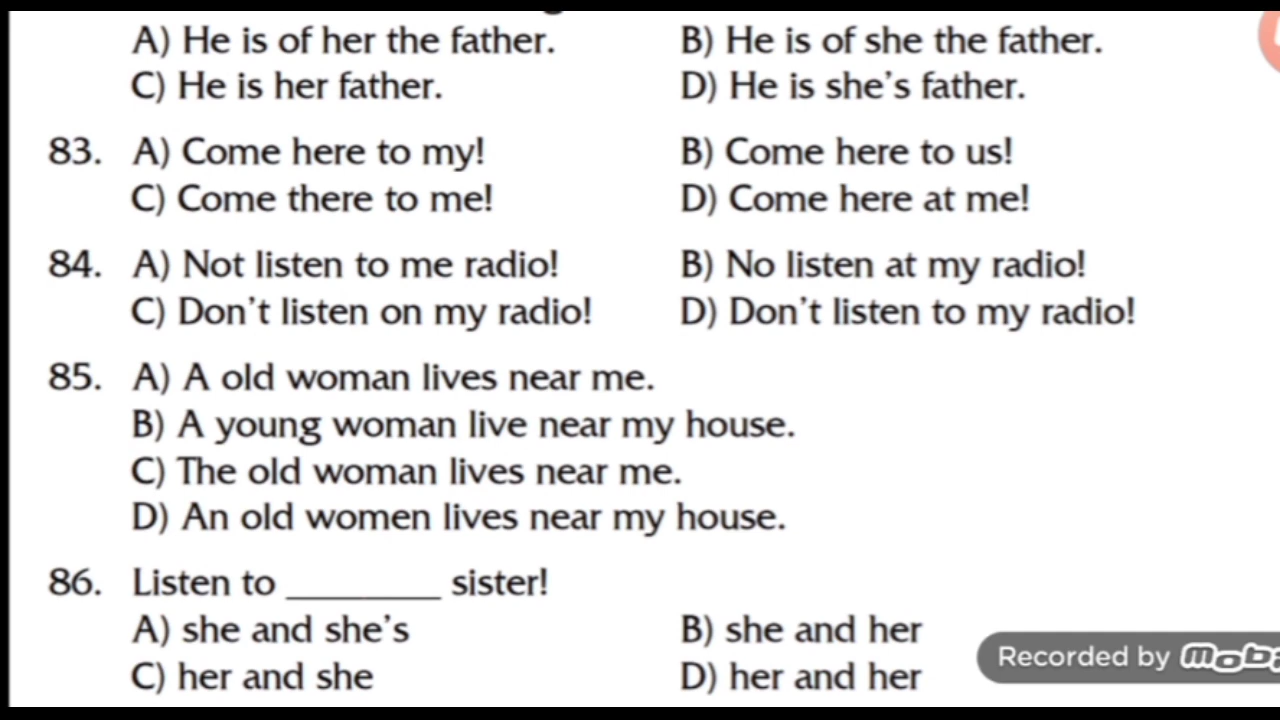 A) He is of her the father. B) He is of she the father.
C) He is her father. D) He is she's father.
83. A) Come here to my! B) Come here to us!
C) Come there to me! D) Come here at me!
84. A) Not listen to me radio! B) No listen at my radio!
C) Don't listen on my radio! D) Don't listen to my radio!
85. A) A old woman lives near me.
B) A young woman live near my house.
C) The old woman lives near me.
D) An old women lives near my house.
86. Listen to ________ sister!
A) she and she's B) she and her
C) her and she D) her and her
Recorded by